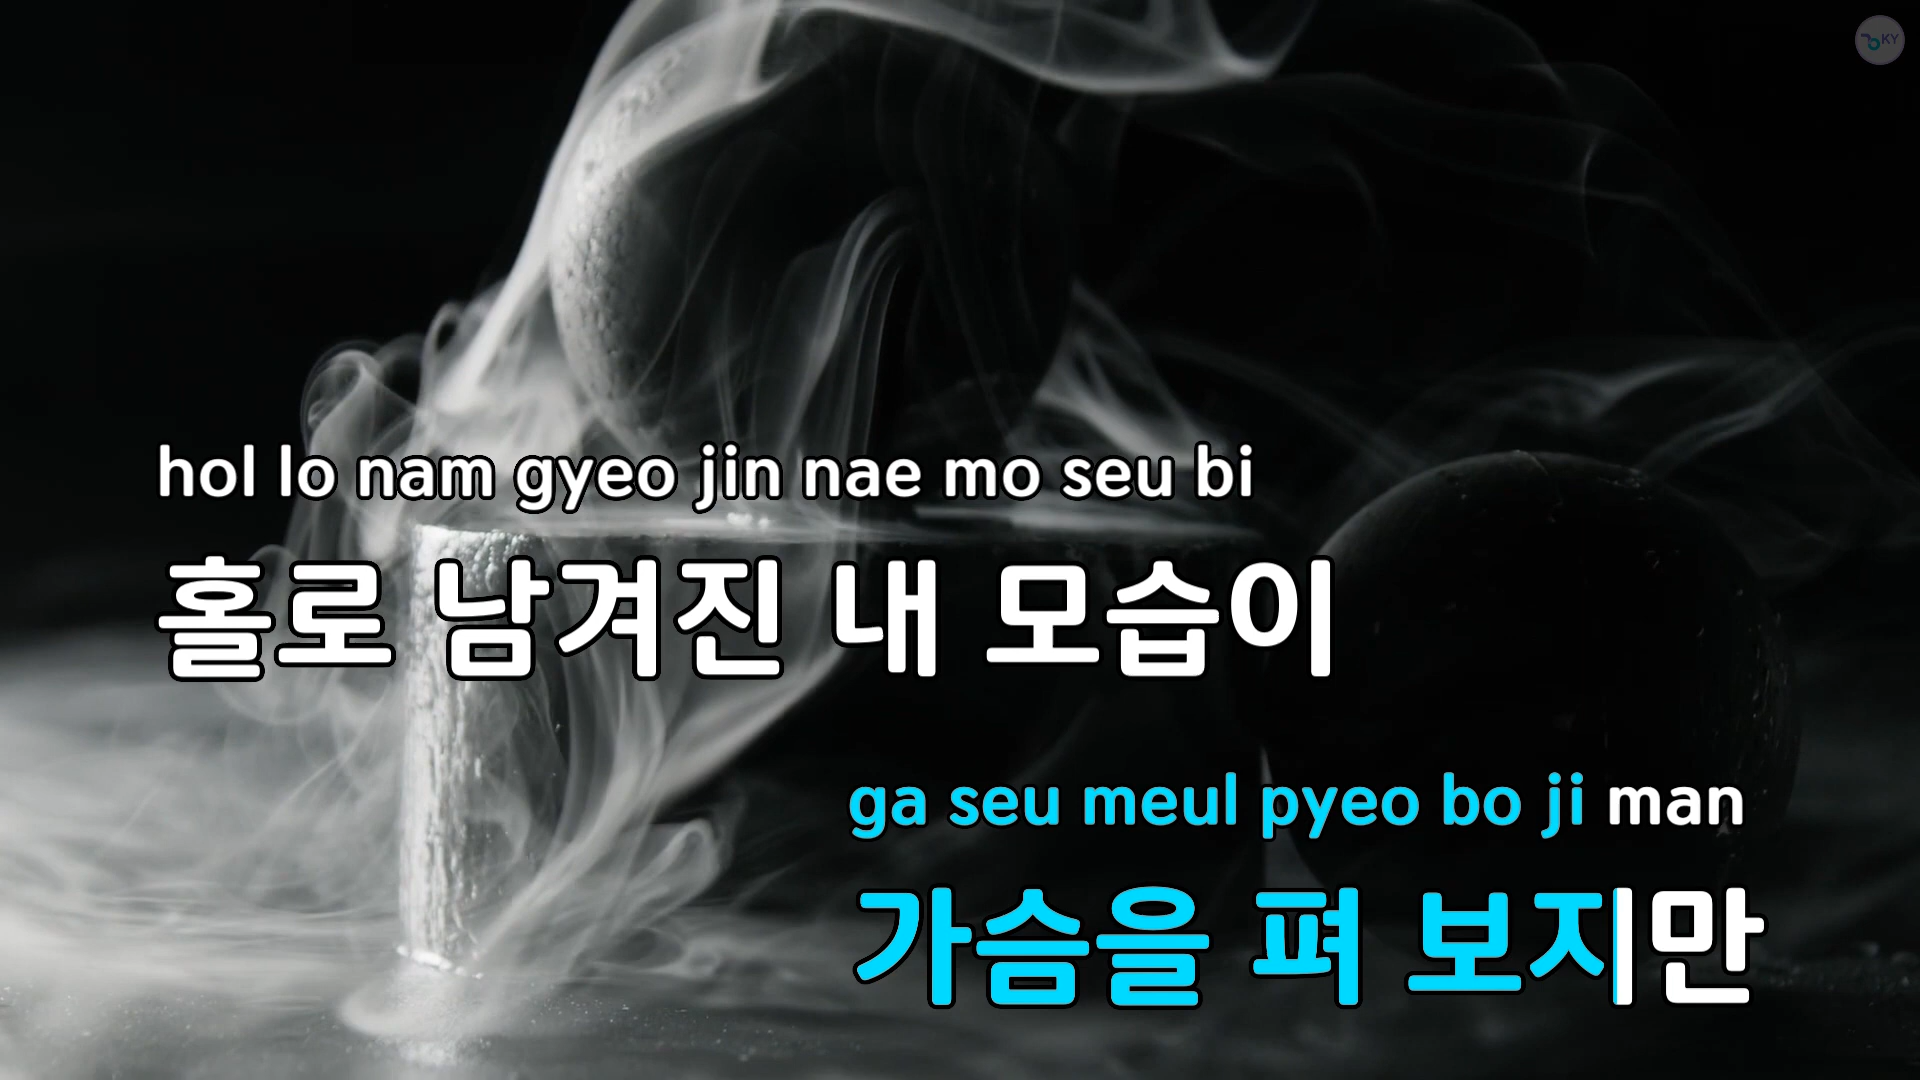 KY
hol lo nam gyeo jin nae mo seu bi
홀로 남겨진 내 모습이
ga seu meul pyeo bo ji man
가슴을 펴 보지만